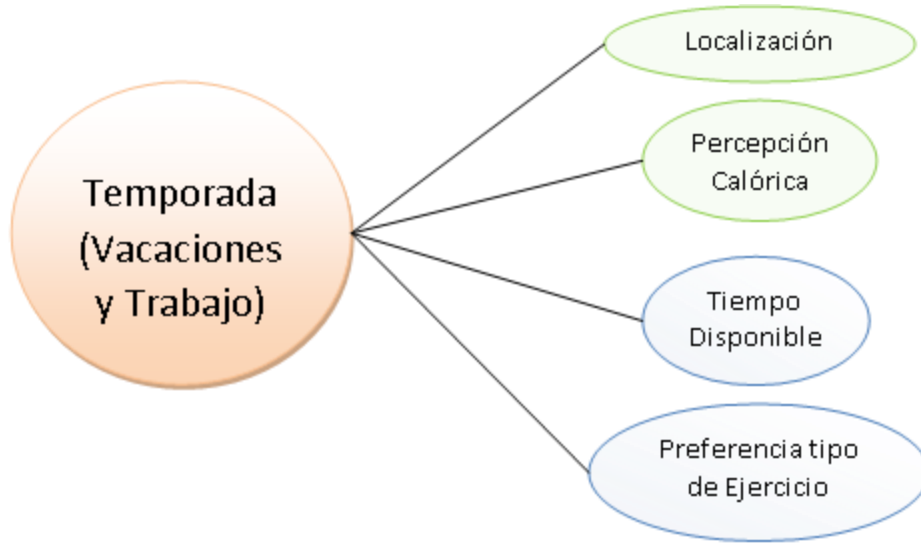 Temporada
(Vacaciones
y Trabajo)
Localización
Percepción
Calórica
Tiempo
Disponible
Preferencia tipo
de Ejercicio